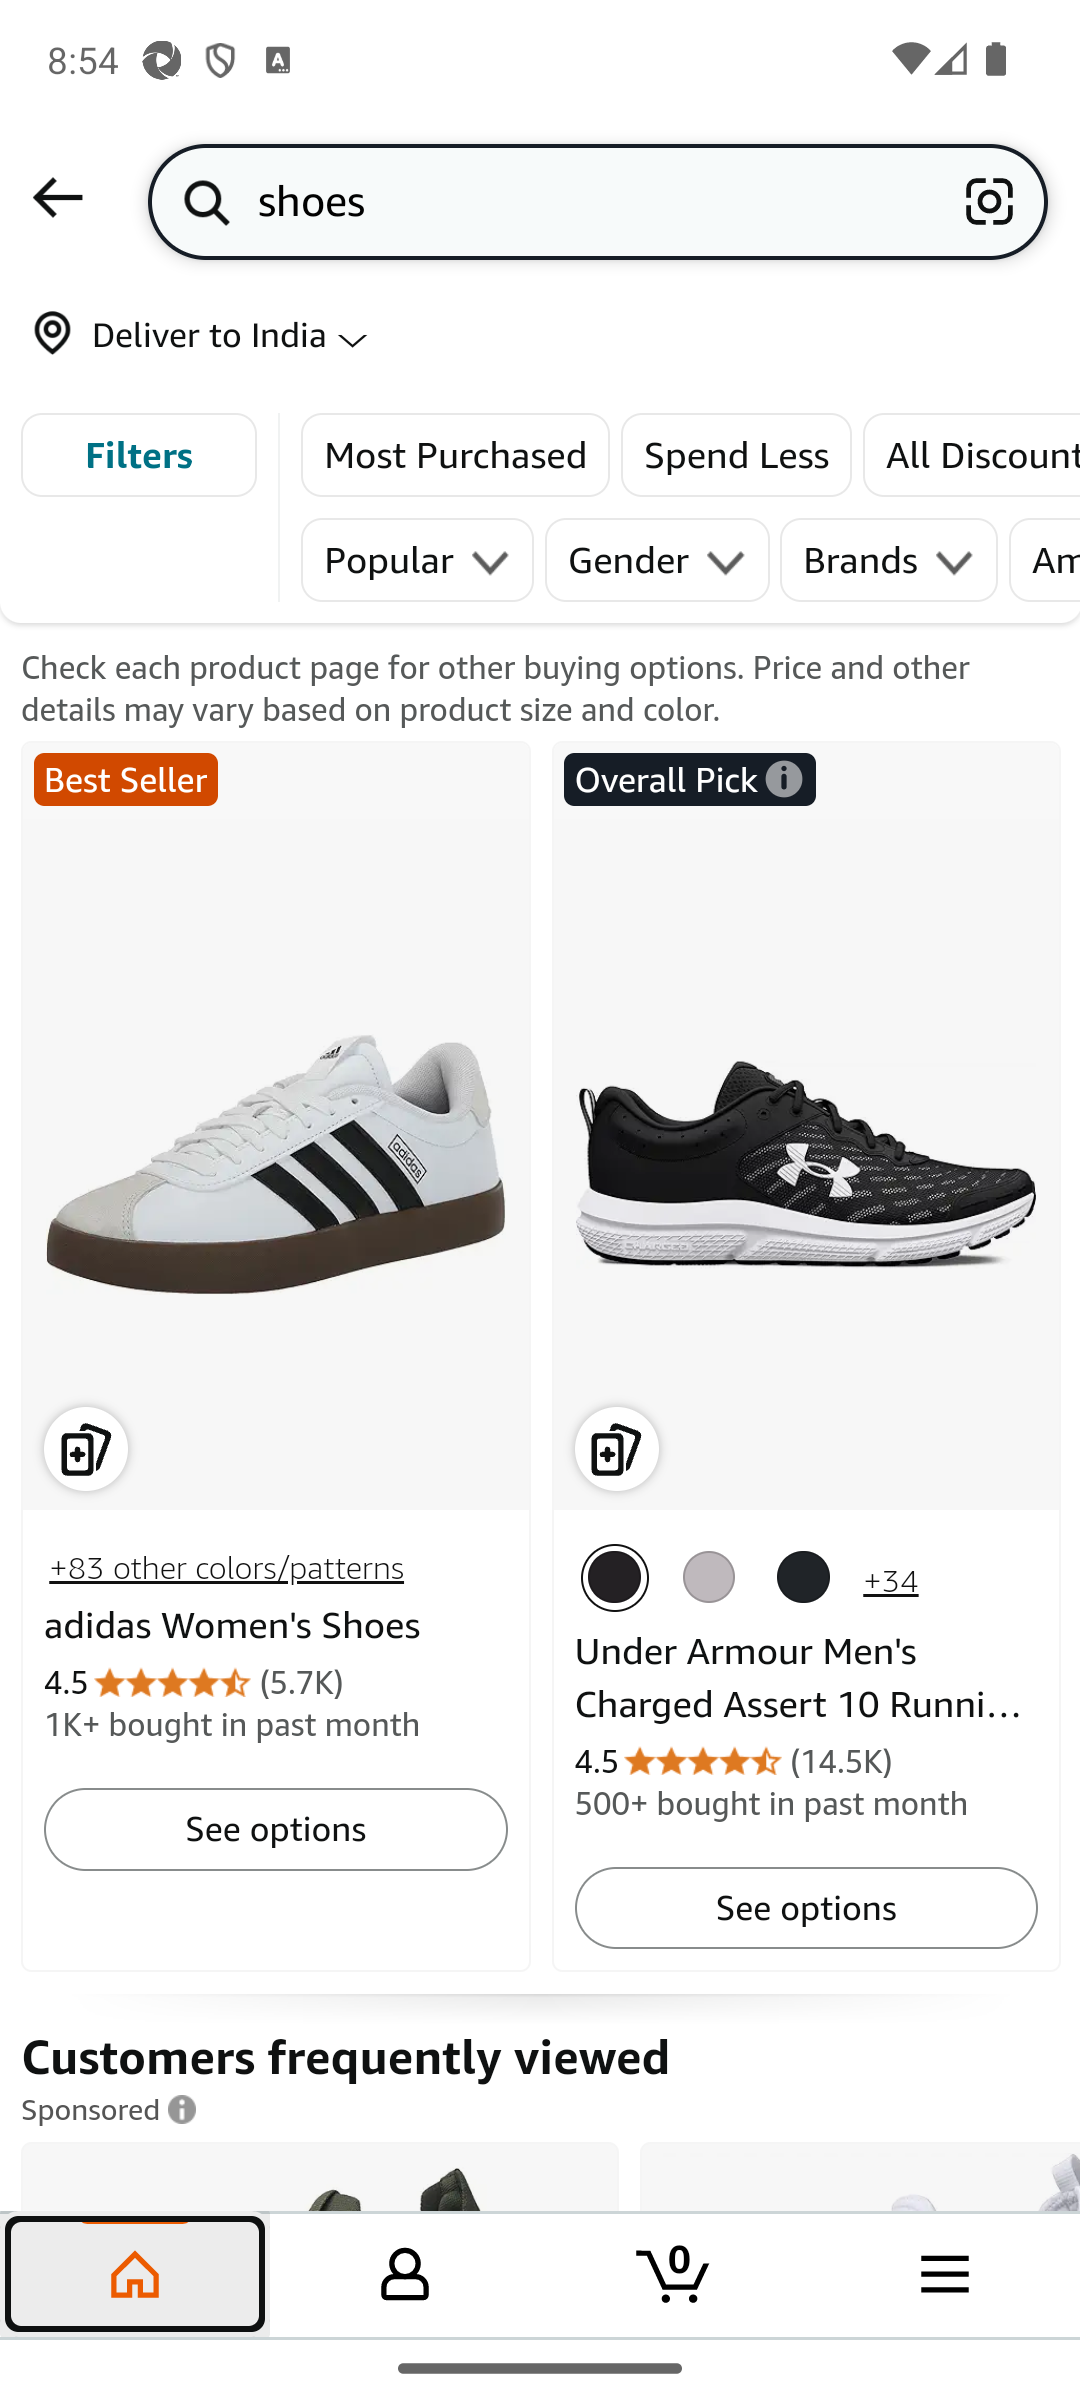 8:54
shoes
Deliver to India
Filters
Most Purchased
Spend Less
All Discount
Popular
Gender
Brands
Am
Check each product page for other buying options. Price and other
details may vary based on product size and color.
Best Seller
Overall Pick
adidas
+83 other colors/patterns
adidas Women's Shoes
4.5 (5.7K)
1K+ bought in past month
See options
+34
Under Armour Men's
Charged Assert 10 Runni...
4.5 (14.5K)
500+ bought in past month
See options
Customers frequently viewed
Sponsored
0